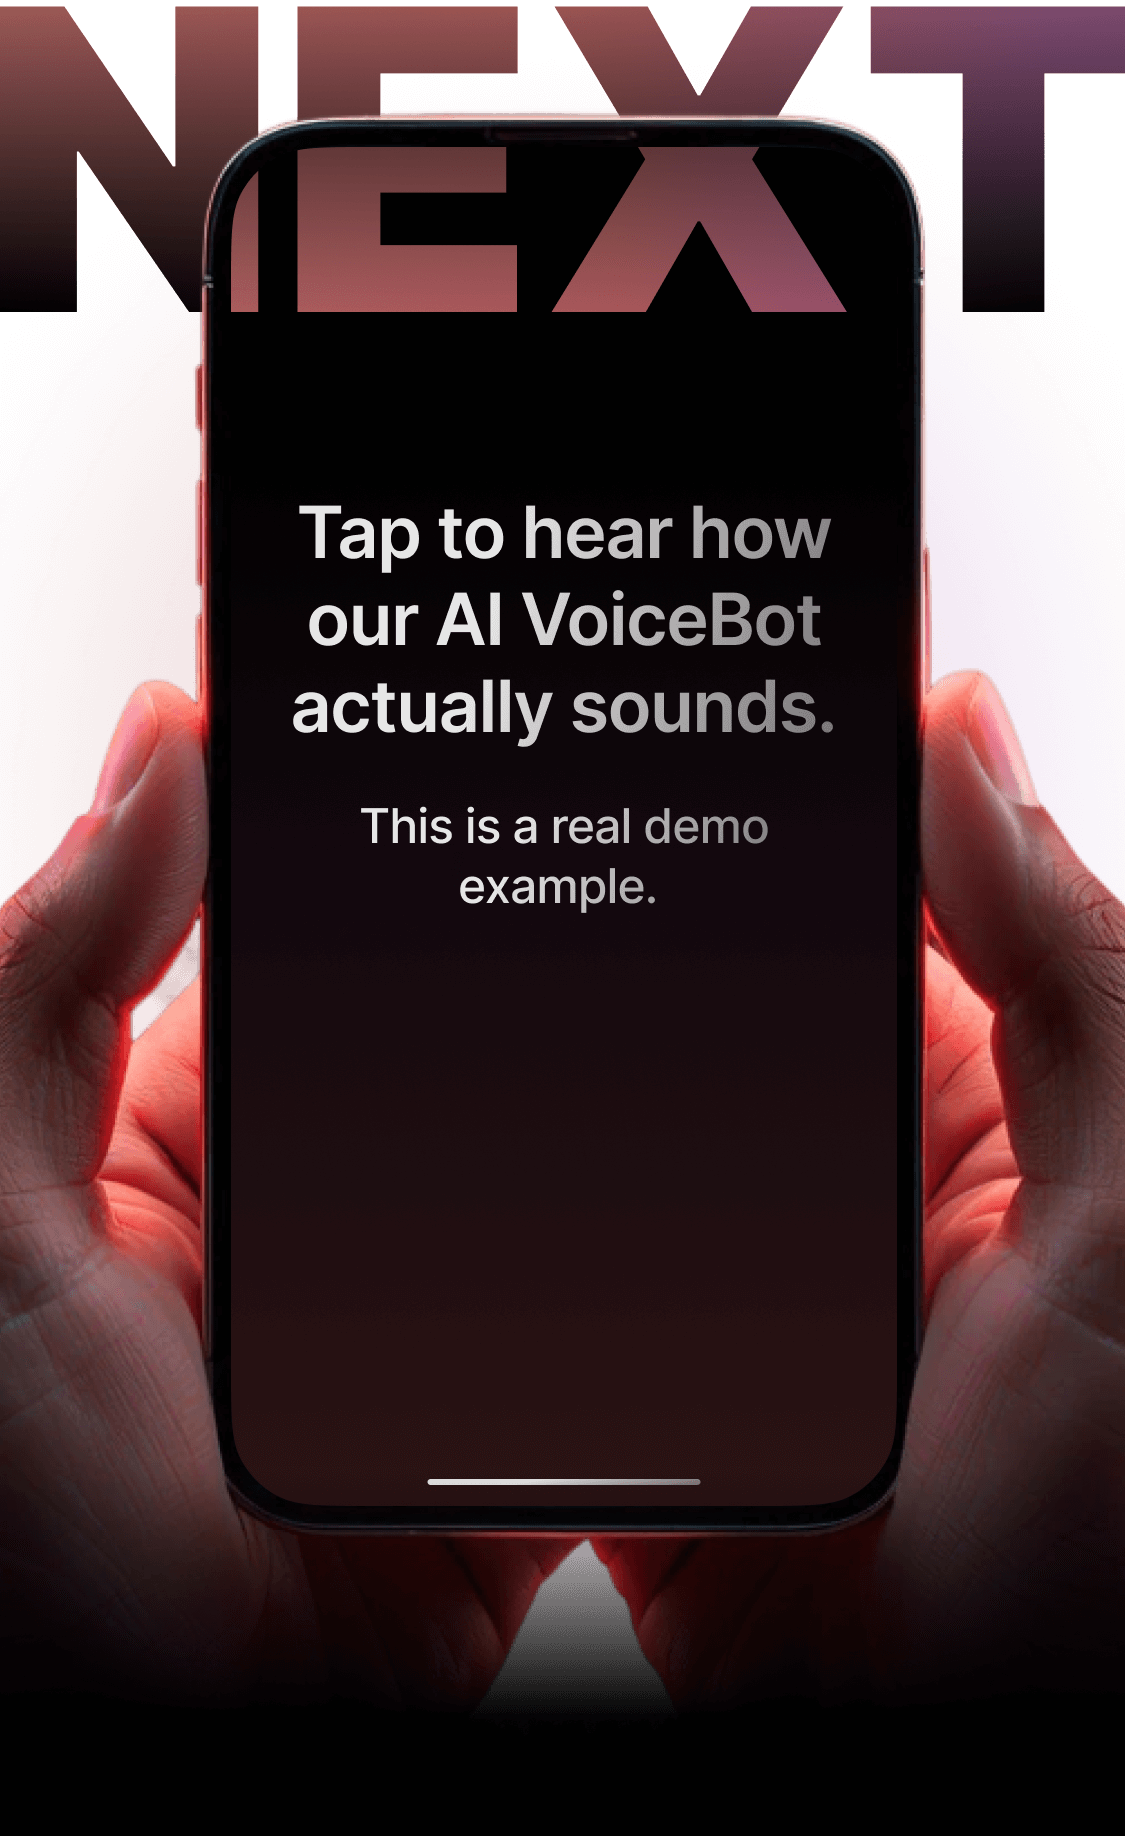 NEXT
Tap to hear how
our AI VoiceBot
actually sounds.
This is a real demo
example.